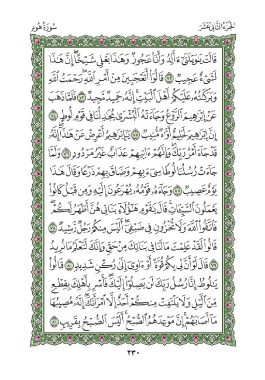 الجزء الثاني عشر
سورة هود
قَالَتْ يَٰوَيْلَتَىٰٓ ءَأَلِدُ وَأَنَا۠ عَجُوزٌ وَهَٰذَا بَعْلِى شَيْخًا إِنَّ هَٰذَا
لَشَىْءٌ عَجِيبٌ ٧٢ قَالُوٓا۟ أَتَعْجَبِينَ مِنْ أَمْرِ ٱللَّهِ رَحْمَتُ ٱللَّهِ
وَبَرَكَٰتُهُۥ عَلَيْكُمْ أَهْلَ ٱلْبَيْتِ إِنَّهُۥ حَمِيدٌ مَّجِيدٌ ٧٣ فَلَمَّا ذَهَبَ
عَنْ إِبْرَٰهِيمَ ٱلرَّوْعُ وَجَآءَتْهُ ٱلْبُشْرَىٰ يُجَٰدِلُنَا فِى قَوْمِ لُوطٍ ٧٤
إِنَّ إِبْرَٰهِيمَ لَحَلِيمٌ أَوَّٰهٌ مُّنِيبٌ ٧٥ يَٰٓإِبْرَٰهِيمُ أَعْرِضْ عَنْ هَٰذَآ إِنَّهُۥ
قَدْ جَآءَ أَمْرُ رَبِّكَ وَإِنَّهُمْ ءَاتِيهِمْ عَذَابٌ غَيْرُ مَرْدُودٍ ٧٦ وَلَمَّا
جَآءَتْ رُسُلُنَا لُوطًا سِىٓءَ بِهِمْ وَضَاقَ بِهِمْ ذَرْعًا وَقَالَ هَٰذَا
يَوْمٌ عَصِيبٌ ٧٧ وَجَآءَهُۥ قَوْمُهُۥ يُهْرَعُونَ إِلَيْهِ وَمِن قَبْلُ كَانُوا۟
يَعْمَلُونَ ٱلسَّيِّـَٔاتِ قَالَ يَٰقَوْمِ هَٰٓؤُلَآءِ بَنَاتِى هُنَّ أَطْهَرُ لَكُمْ
فَٱتَّقُوا۟ ٱللَّهَ وَلَا تُخْزُونِ فِى ضَيْفِىٓ أَلَيْسَ مِنكُمْ رَجُلٌ رَّشِيدٌ ٧٨
قَالُوا۟ لَقَدْ عَلِمْتَ مَا لَنَا فِى بَنَاتِكَ مِنْ حَقٍّ وَإِنَّكَ لَتَعْلَمُ مَا نُرِيدُ
٧٩ قَالَ لَوْ أَنَّ لِى بِكُمْ قُوَّةً أَوْ ءَاوِىٓ إِلَىٰ رُكْنٍ شَدِيدٍ ٨٠ قَالُوا۟
يَٰلُوطُ إِنَّا رُسُلُ رَبِّكَ لَن يَصِلُوٓا۟ إِلَيْكَ فَأَسْرِ بِأَهْلِكَ بِقِطْعٍ
مِّنَ ٱلَّيْلِ وَلَا يَلْتَفِتْ مِنكُمْ أَحَدٌ إِلَّا ٱمْرَأَتَكَ إِنَّهُۥ مُصِيبُهَا
مَآ أَصَابَهُمْ إِنَّ مَوْعِدَهُمُ ٱلصُّبْحُ أَلَيْسَ ٱلصُّبْحُ بِقَرِيبٍ ٨١
٢٣٠